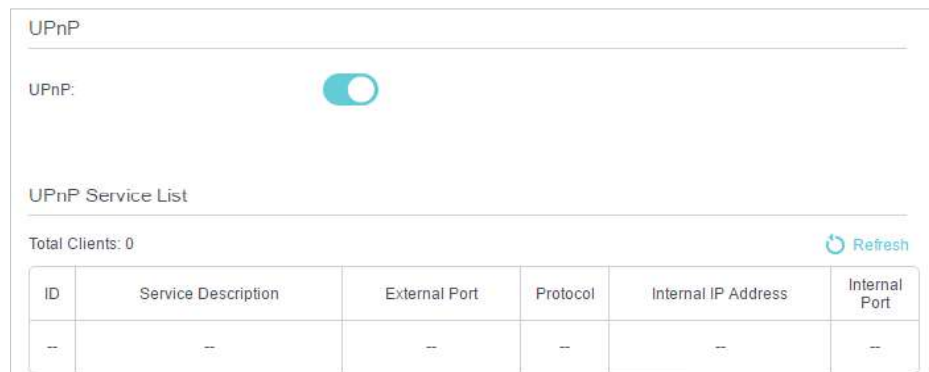 UPnP
UPnP:
UPnP Service List
Total Clients: 0
Refresh
ID Service Description External Port Protocol Internal IP Address Internal Port
-- -- -- -- -- --